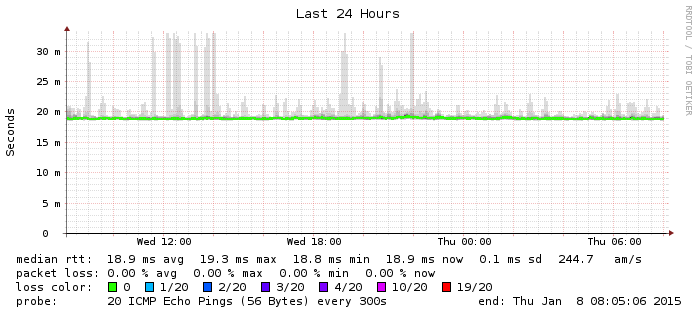 Last 24 Hours
RRDTOOL / TOBI OETIKER
Seconds
30 m
25 m
20 m
15 m
10 m
5 m
0
Wed 12:00 Wed 18:00 Thu 00:00 Thu 06:00
median rtt: 18.9 ms avg 19.3 ms max 18.8 ms min 18.9 ms now 0.1 ms sd 244.7 am/s
packet loss: 0.00 % avg 0.00 % max 0.00 % min 0.00 % now
loss color: 0 1/20 2/20 3/20 4/20 10/20 19/20
probe: 20 ICMP Echo Pings (56 Bytes) every 300s end: Thu Jan 8 08:05:06 2015